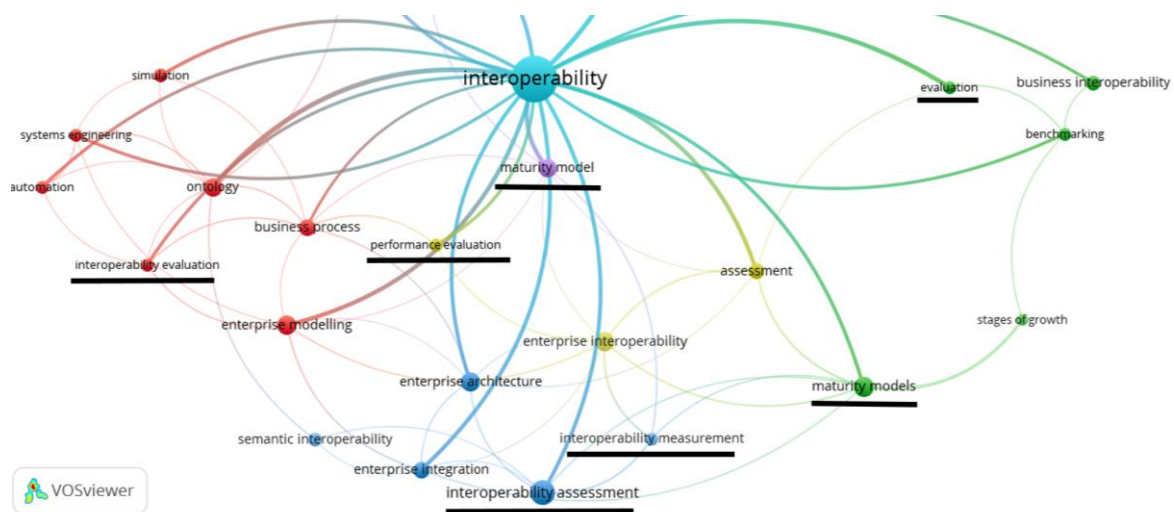 interoperability
simulation
evaluation
business interoperability
systems engineering
benchmarking
maturity model
automation
ontology
business process
performance evaluation
interoperability evaluation
assessment
enterprise modelling
stages of growth
enterprise interoperability
enterprise architecture
maturity models
semantic interoperability
interoperability measurement
enterprise integration
interoperability assessment
VOSviewer